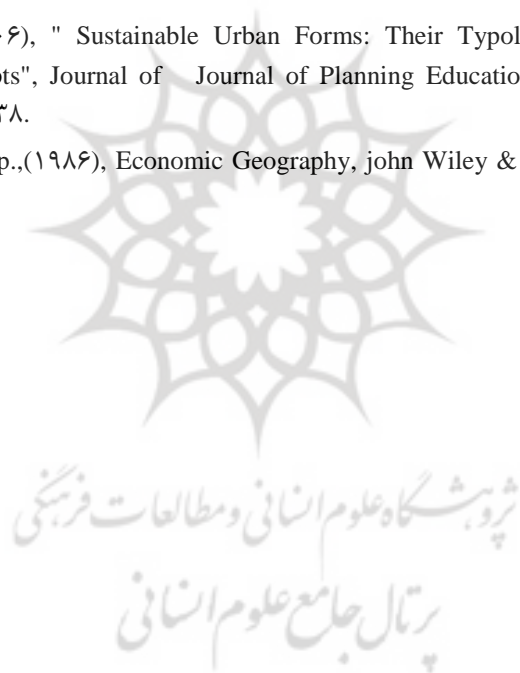 ۰۶), " Sustainable Urban Forms: Their Typol
ots", Journal of Journal of Planning Educatio
۳۸.
p.,(۱۹۸۶), Economic Geography, john Wiley &
پژوهشگاه علوم انسانی و مطالعات فرهنگی
پرتال جامع علوم انسانی